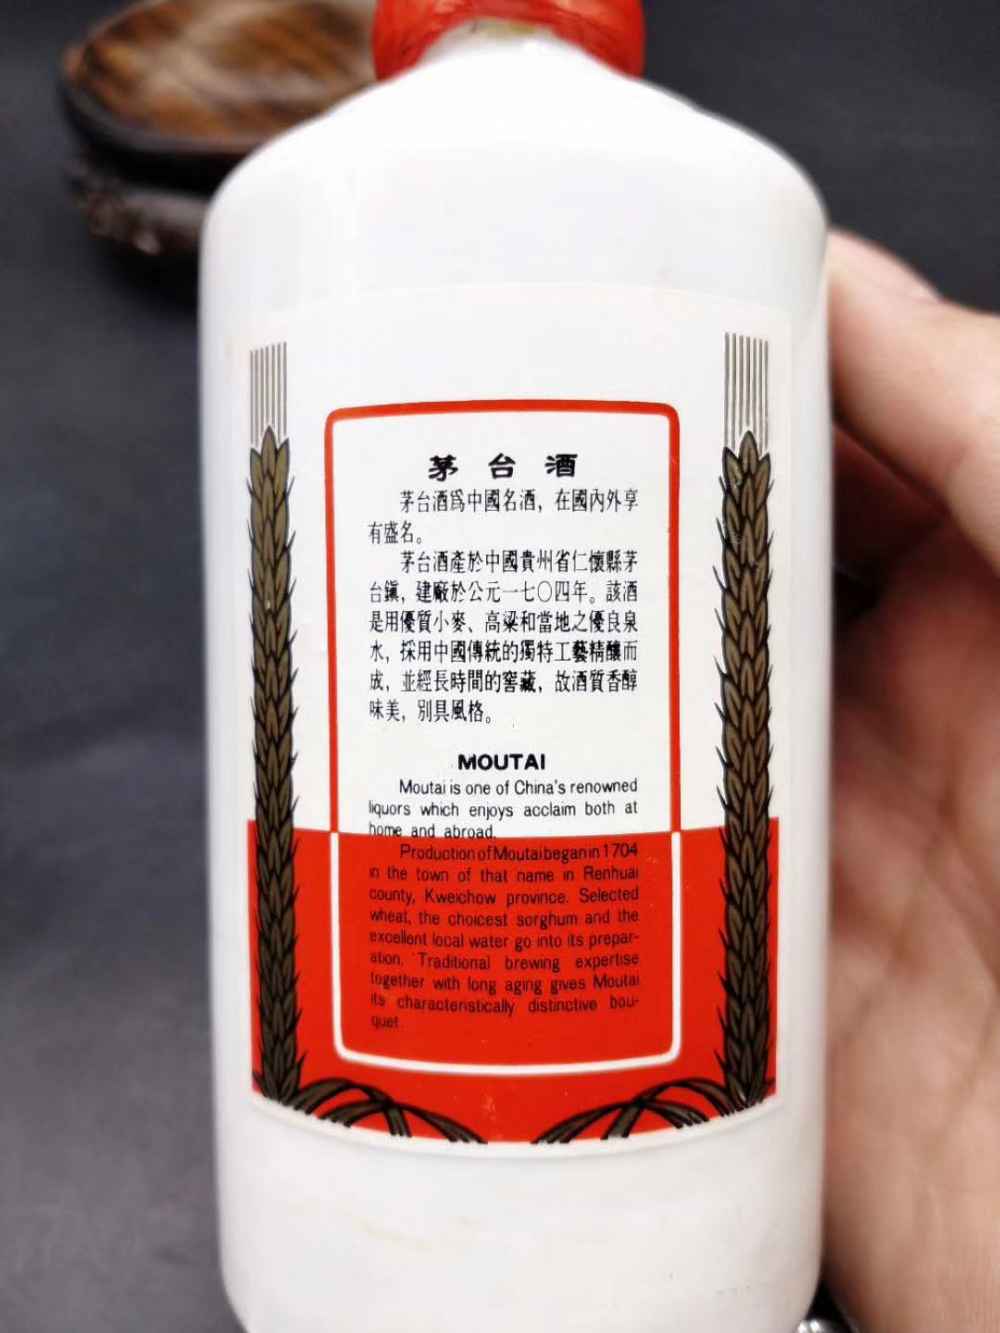 茅台酒
茅台酒爲中國名酒，在國內外享
有盛名。
茅台酒產於中國貴州省仁懷縣茅
台鎮，建廠於公元一七〇四年。該酒
是用優質小麥、高粱和當地之優良泉
水，採用中國傳統的獨特工藝精釀而
成，並經長時間的窖藏，故酒質香醇
味美，別具風格。
MOUTAI
Moutai is one of China's renowned
liquors which enjoys acclaim both at
home and abroad.
Production of Moutai began in 1704
in the town of that name in Renhuai
county, Kweichow province. Selected
wheat, the choicest sorghum and the
excellent local water go into its prepar-
ation. Traditional brewing expertise
together with long aging gives Moutai
its characteristically distinctive bou-
quet.